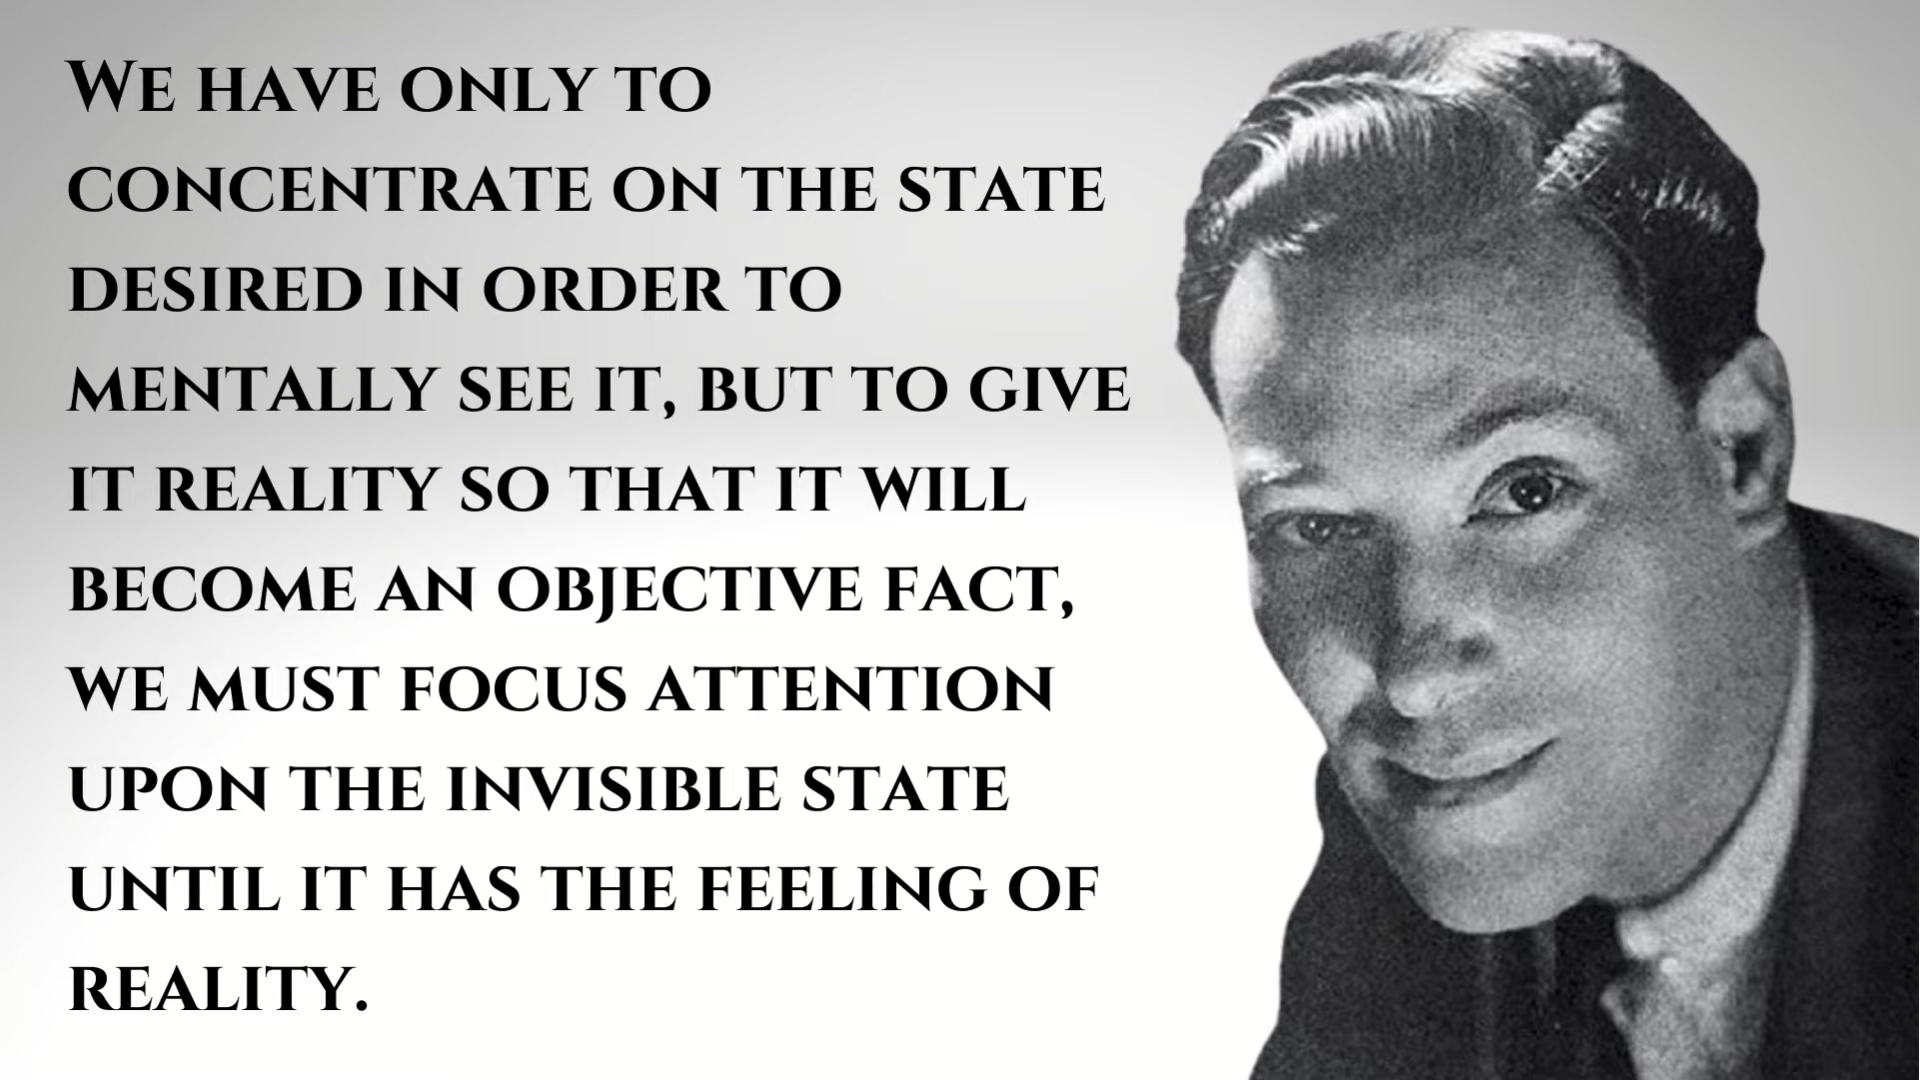 We have only to
concentrate on the state
desired in order to
mentally see it, but to give
it reality so that it will
become an objective fact,
we must focus attention
upon the invisible state
until it has the feeling of
reality.